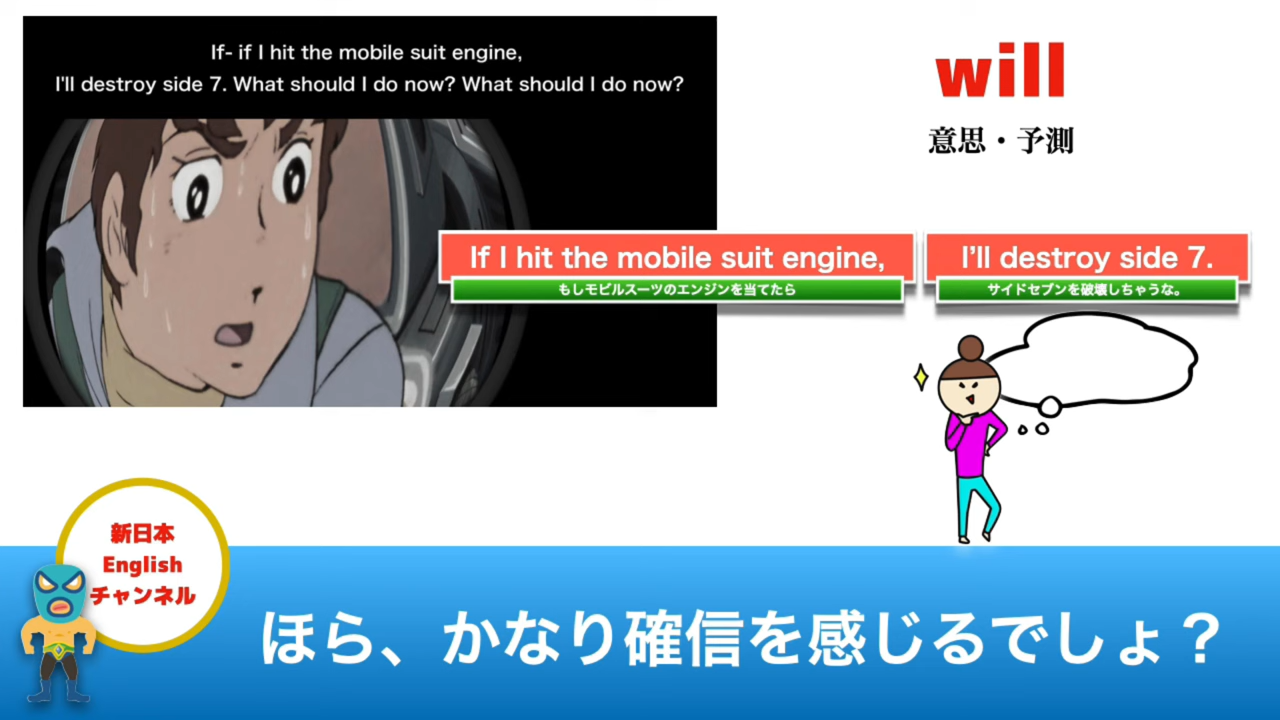 If- if I hit the mobile suit engine,
I'll destroy side 7. What should I do now? What should I do now?
will
意思・予測
If I hit the mobile suit engine,
もしモビルスーツのエンジンを当てたら
I'll destroy side 7.
サイドセブンを破壊しちゃうな。
新日本
English
チャンネル
ほら、かなり確信を感じるでしょ？